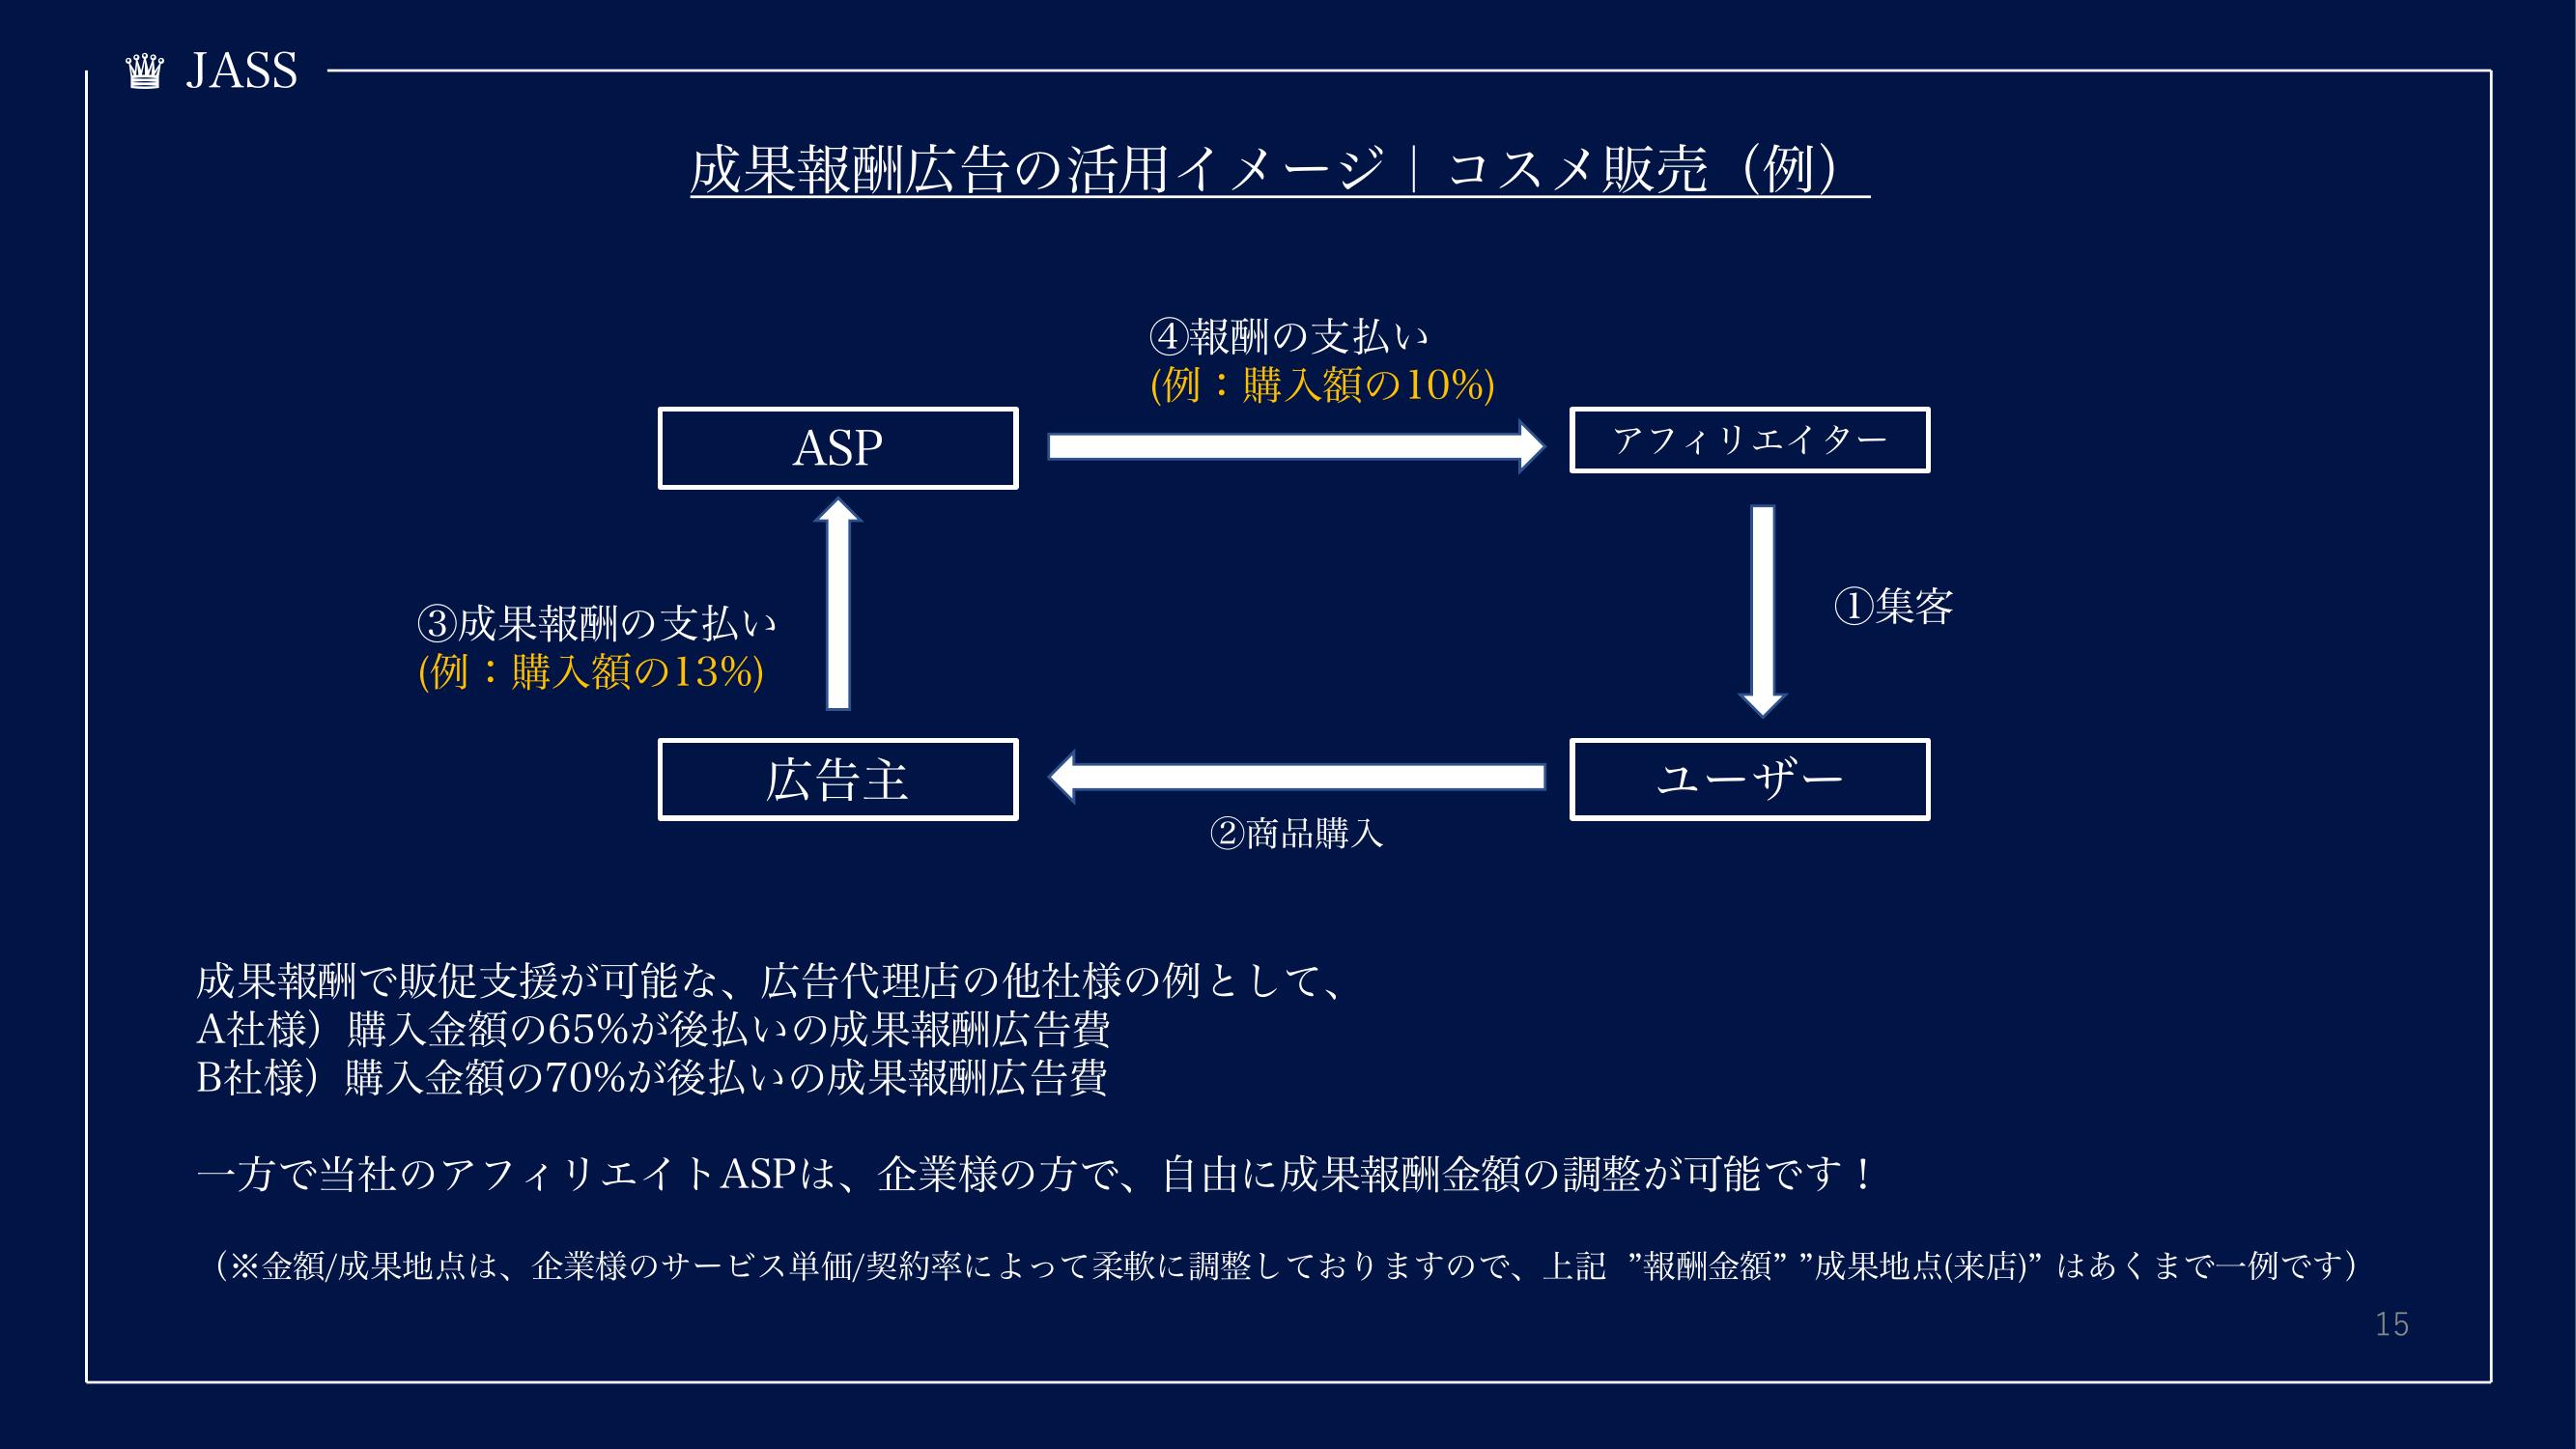 ♛ JASS
成果報酬広告の活用イメージ｜コスメ販売（例）
④報酬の支払い
(例：購入額の10%)
ASP
アフィリエイター
③成果報酬の支払い
(例：購入額の13%)
①集客
広告主
ユーザー
②商品購入
成果報酬で販促支援が可能な、広告代理店の他社様の例として、
A社様）購入金額の65%が後払いの成果報酬広告費
B社様）購入金額の70%が後払いの成果報酬広告費
一方で当社のアフィリエイトASPは、企業様の方で、自由に成果報酬金額の調整が可能です！
（※金額/成果地点は、企業様のサービス単価/契約率によって柔軟に調整しておりますので、上記 ”報酬金額” ”成果地点(来店)” はあくまで一例です）
15